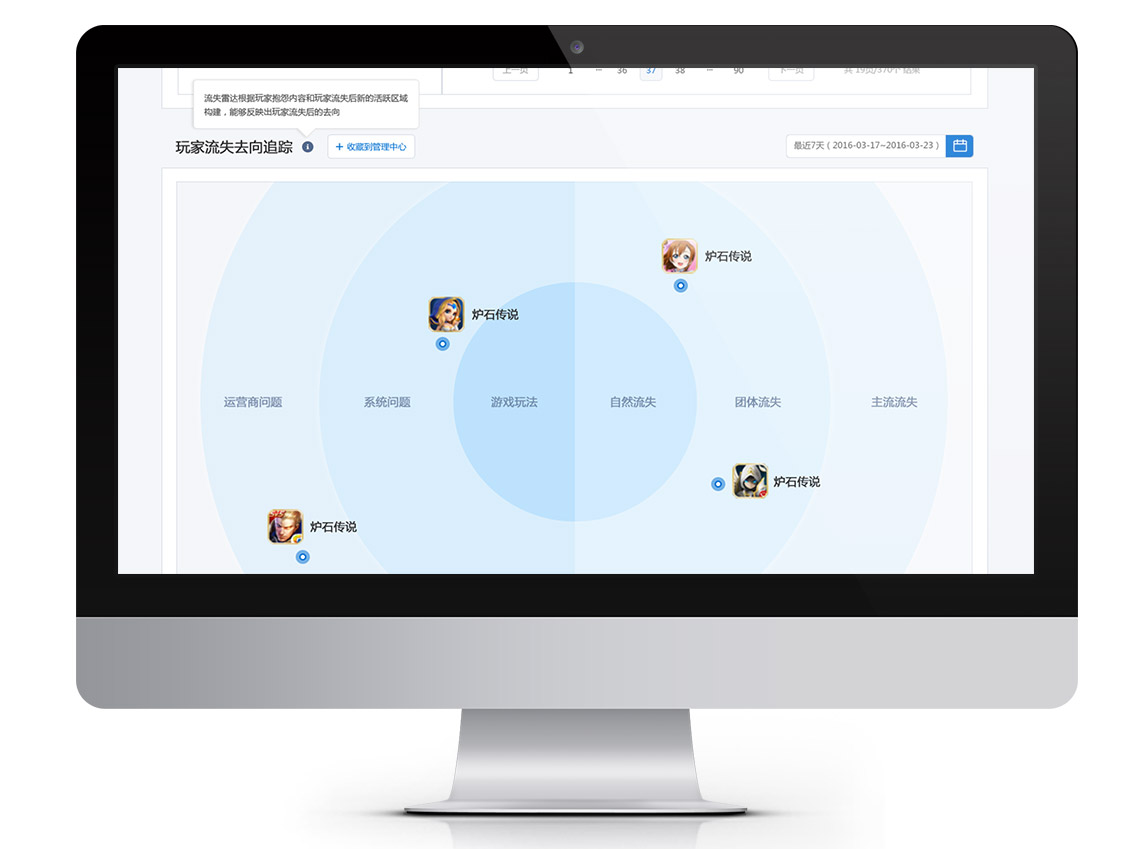 上一页 1 ... 36 37 38 ... 90 下一页 共 19页/370个 结果
流失雷达根据玩家抱怨内容和玩家流失后新的活跃区域
构建，能够反映出玩家流失后的去向
玩家流失去向追踪 + 收藏到管理中心 最近7天 ( 2016-03-17~2016-03-23 )
炉石传说
炉石传说
运营商问题 系统问题 游戏玩法 自然流失 团体流失 主流流失
炉石传说
炉石传说